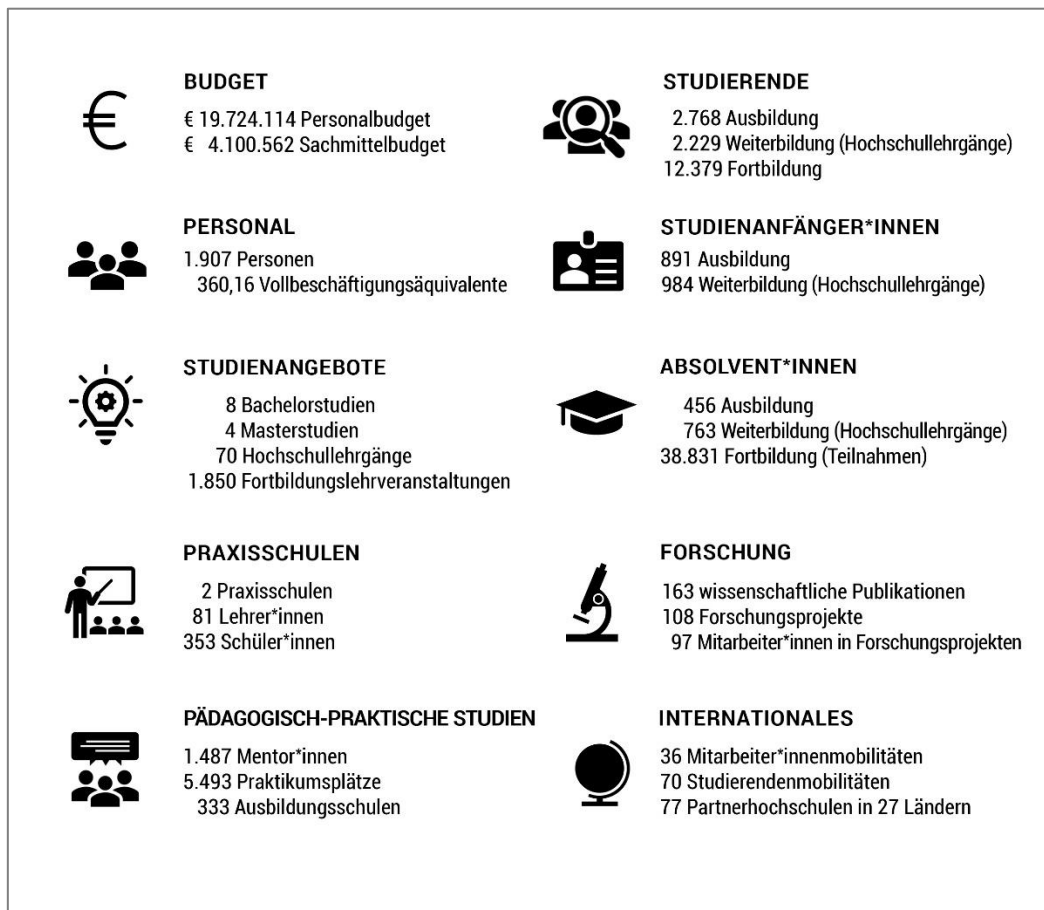 BUDGET
€ 19.724.114 Personalbudget
€ 4.100.562 Sachmittelbudget
STUDIERENDE
2.768 Ausbildung
2.229 Weiterbildung (Hochschullehrgänge)
12.379 Fortbildung
PERSONAL
1.907 Personen
360,16 Vollbeschäftigungsäquivalente
STUDIENANFÄNGER*INNEN
891 Ausbildung
984 Weiterbildung (Hochschullehrgänge)
STUDIENANGEBOTE
8 Bachelorstudien
4 Masterstudien
70 Hochschullehrgänge
1.850 Fortbildungslehrveranstaltungen
ABSOLVENT*INNEN
456 Ausbildung
763 Weiterbildung (Hochschullehrgänge)
38.831 Fortbildung (Teilnahmen)
PRAXISSCHULEN
2 Praxisschulen
81 Lehrer*innen
353 Schüler*innen
FORSCHUNG
163 wissenschaftliche Publikationen
108 Forschungsprojekte
97 Mitarbeiter*innen in Forschungsprojekten
PÄDAGOGISCH-PRAKTISCHE STUDIEN
1.487 Mentor*innen
5.493 Praktikumsplätze
333 Ausbildungsschulen
INTERNATIONALES
36 Mitarbeiter*innenmobilitäten
70 Studierendenmobilitäten
77 Partnerhochschulen in 27 Ländern